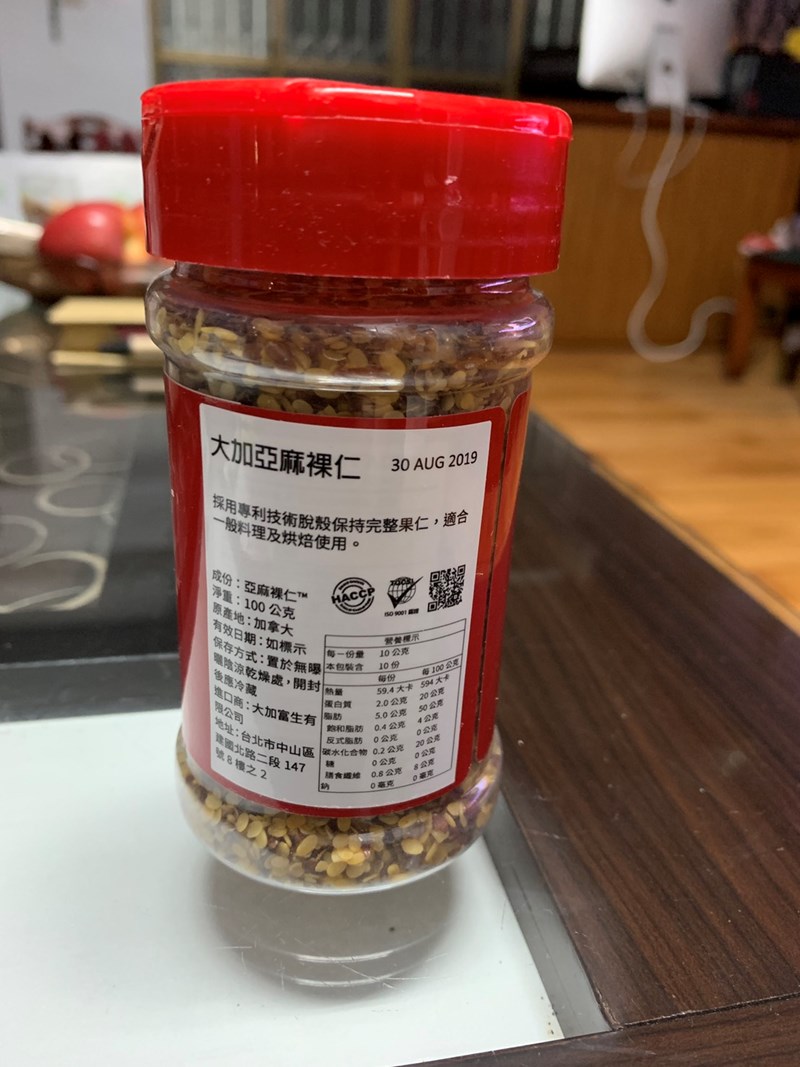 大加亞麻裸仁 30 AUG 2019
採用專利技術脫殼保持完整果仁，適合
一般料理及烘焙使用。
成份：亞麻裸仁™
淨重：100 公克
原產地：加拿大
有效日期：如標示
保存方式：置於無曝
曬陰涼乾燥處，開封
後應冷藏
進口商：大加富生有
限公司
地址：台北市中山區
建國北路二段 147
號 8 樓之 2
HACCP
ISO 9001
營養標示
每一份量 10 公克
本包裝含 10 份
每份 每 100 公克
熱量 59.4 大卡 594 大卡
蛋白質 2.0 公克 20 公克
脂肪 5.0 公克 50 公克
飽和脂肪 0.4 公克 4 公克
反式脂肪 0 公克 0 公克
碳水化合物 0.2 公克 20 公克
糖 0 公克 0 公克
膳食纖維 0.8 公克 8 公克
鈉 0 毫克 0 毫克